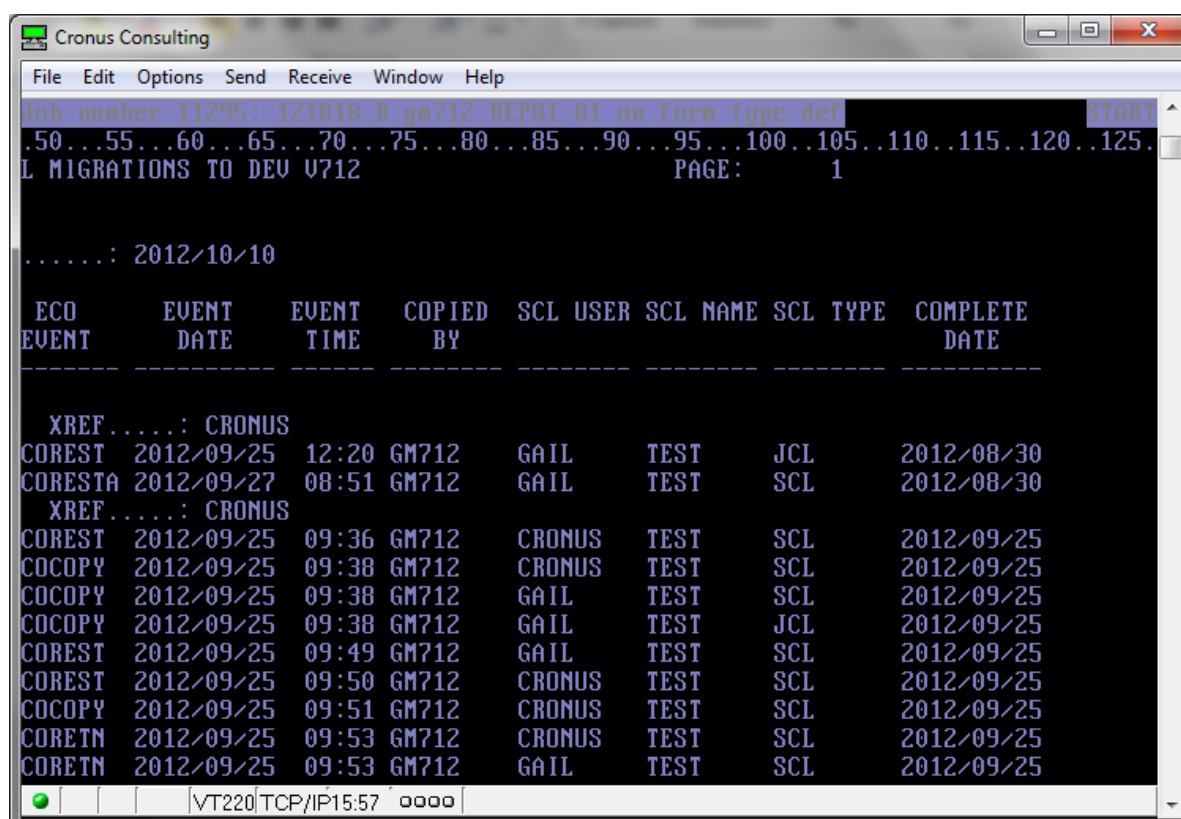 Cronus Consulting
File Edit Options Send Receive Window Help
Job number 11295: 121010.D.gm712.REP01.01 on form type def START
.50...55...60...65...70...75...80...85...90...95...100..105..110..115..120..125.
L MIGRATIONS TO DEV V712 PAGE: 1
......: 2012/10/10
ECO EVENT EVENT COPIED SCL USER SCL NAME SCL TYPE COMPLETE
EVENT DATE TIME BY DATE
------- ---------- ------ -------- -------- -------- -------- ----------
XREF.....: CRONUS
COREST 2012/09/25 12:20 GM712 GAIL TEST JCL 2012/08/30
CORESTA 2012/09/27 08:51 GM712 GAIL TEST SCL 2012/08/30
XREF.....: CRONUS
COREST 2012/09/25 09:36 GM712 CRONUS TEST SCL 2012/09/25
COCOPY 2012/09/25 09:38 GM712 CRONUS TEST SCL 2012/09/25
COCOPY 2012/09/25 09:38 GM712 GAIL TEST SCL 2012/09/25
COCOPY 2012/09/25 09:38 GM712 GAIL TEST JCL 2012/09/25
COREST 2012/09/25 09:49 GM712 GAIL TEST SCL 2012/09/25
COREST 2012/09/25 09:50 GM712 CRONUS TEST SCL 2012/09/25
COCOPY 2012/09/25 09:51 GM712 CRONUS TEST SCL 2012/09/25
CORETN 2012/09/25 09:53 GM712 CRONUS TEST SCL 2012/09/25
CORETN 2012/09/25 09:53 GM712 GAIL TEST SCL 2012/09/25
VT220 TCP/IP 15:57 oooo